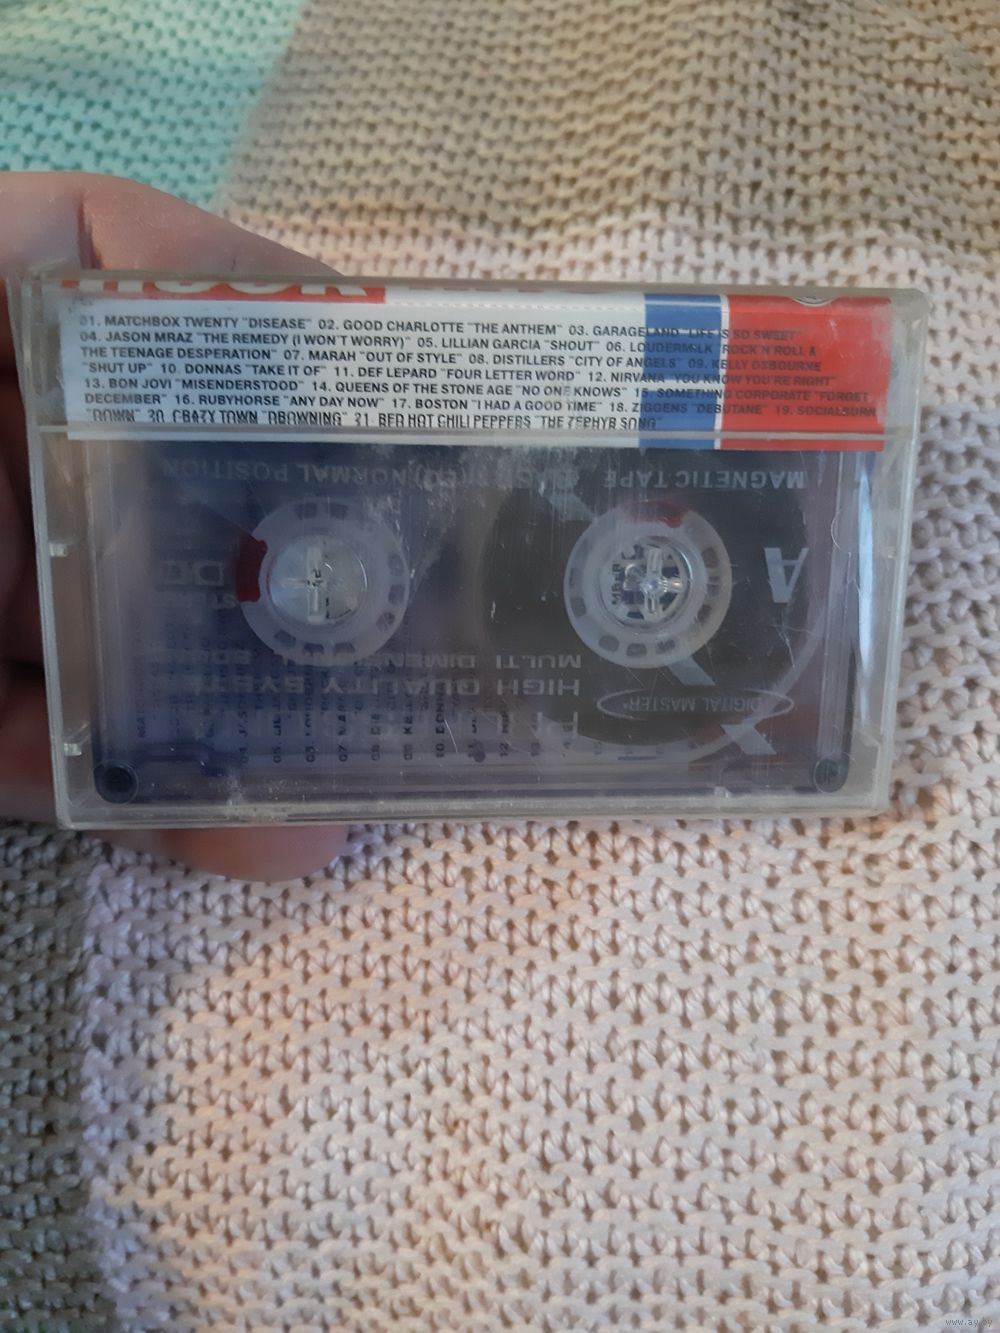 01. MATCHBOX TWENTY "DISEASE" 02. GOOD CHARLOTTE "THE ANTHEM" 03. GARAGELAND "LIFE IS SO SWEET"
04. JASON MRAZ "THE REMEDY (I WON'T WORRY)" 05. LILLIAN GARCIA "SHOUT" 06. LOUDERMILK "ROCK'N'ROLL &
THE TEENAGE DESPERATION" 07. MARAH "OUT OF STYLE" 08. DISTILLERS "CITY OF ANGELS" 09. KELLY OSBOURNE
"SHUT UP" 10. DONNAS "TAKE IT OF" 11. DEF LEPARD "FOUR LETTER WORD" 12. NIRVANA "YOU KNOW YOU'RE RIGHT"
13. BON JOVI "MISENDERSTOOD" 14. QUEENS OF THE STONE AGE "NO ONE KNOWS" 15. SOMETHING CORPORATE "FORGET
DECEMBER" 16. RUBYHORSE "ANY DAY NOW" 17. BOSTON "I HAD A GOOD TIME" 18. ZIGGENS "DEBUTANE" 19. SOCIALBURN
"DOWN" 20. CRAZY TOWN "DROWNING" 21. RED HOT CHILI PEPPERS "THE ZEPHYR SONG"
NORMAL POSITION MAGNETIC TAPE
A
MULTI DIMEN
HIGH QUALITY SYSTE
DIGITAL MASTER
www.ay.by